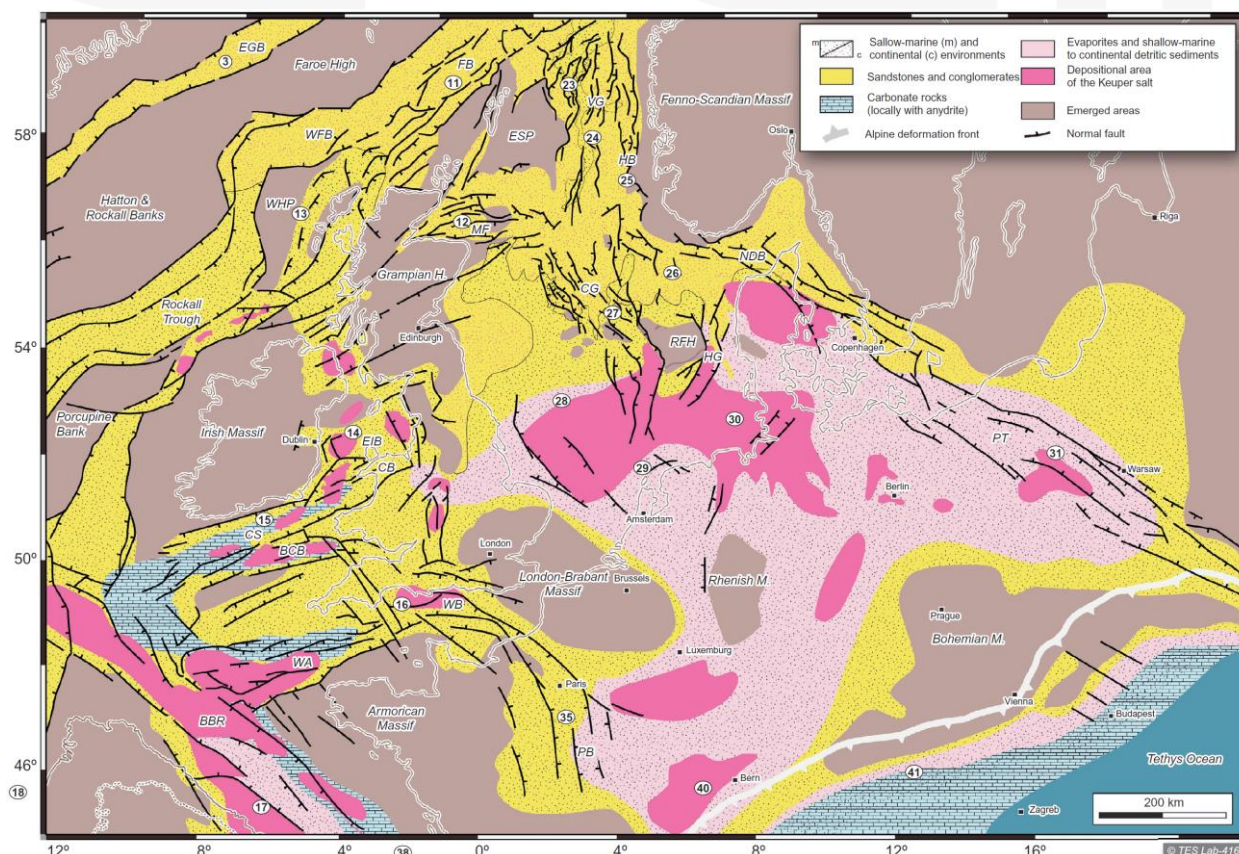 m
c
Sallow-marine (m) and
continental (c) environments
Sandstones and conglomerates
Carbonate rocks
(locally with anydrite)
Alpine deformation front
Evaporites and shallow-marine
to continental detritic sediments
Depositional area
of the Keuper salt
Emerged areas
Normal fault
EGB
3
Faroe High
FB
11
23
VG
Fenno-Scandian Massif
Oslo
58°
WFB
ESP
24
HB
25
Hatton &
Rockall Banks
WHP
13
12
MF
Riga
Grampian H.
26
NDB
CG
27
Rockall
Trough
Edinburgh
RFH
HG
Copenhagen
54°
Porcupine
Bank
Irish Massif
Dublin
14
EIB
CB
28
30
29
PT
31
Warsaw
Berlin
Amsterdam
15
CS
BCB
50°
London
London-Brabant
Massif
Brussels
Rhenish M.
Prague
Bohemian M.
16
WB
Luxemburg
WA
Paris
35
Armorican
Massif
BBR
PB
Vienna
Budapest
Tethys Ocean
46°
18
17
40
Bern
41
Zagreb
200 km
12°
8°
4°
38
0°
4°
8°
12°
16°
© TES Lab-416